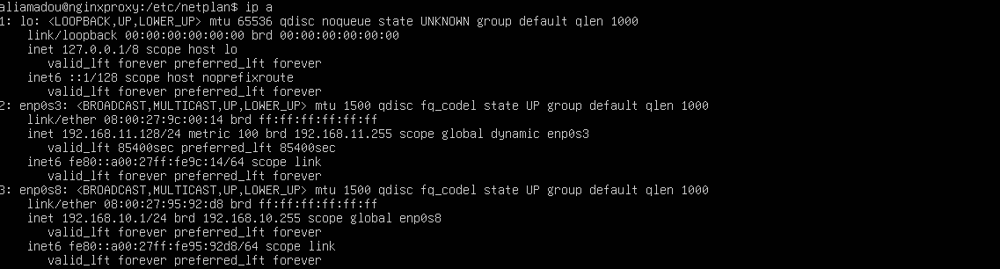 aliamadou@nginxproxy:/etc/netplan$ ip a
1: lo: <LOOPBACK,UP,LOWER_UP> mtu 65536 qdisc noqueue state UNKNOWN group default qlen 1000
    link/loopback 00:00:00:00:00:00 brd 00:00:00:00:00:00
    inet 127.0.0.1/8 scope host lo
       valid_lft forever preferred_lft forever
    inet6 ::1/128 scope host noprefixroute
       valid_lft forever preferred_lft forever
2: enp0s3: <BROADCAST,MULTICAST,UP,LOWER_UP> mtu 1500 qdisc fq_codel state UP group default qlen 1000
    link/ether 08:00:27:9c:00:14 brd ff:ff:ff:ff:ff:ff
    inet 192.168.11.128/24 metric 100 brd 192.168.11.255 scope global dynamic enp0s3
       valid_lft 85400sec preferred_lft 85400sec
    inet6 fe80::a00:27ff:fe9c:14/64 scope link
       valid_lft forever preferred_lft forever
3: enp0s8: <BROADCAST,MULTICAST,UP,LOWER_UP> mtu 1500 qdisc fq_codel state UP group default qlen 1000
    link/ether 08:00:27:95:92:d8 brd ff:ff:ff:ff:ff:ff
    inet 192.168.10.1/24 brd 192.168.10.255 scope global enp0s8
       valid_lft forever preferred_lft forever
    inet6 fe80::a00:27ff:fe95:92d8/64 scope link
       valid_lft forever preferred_lft forever